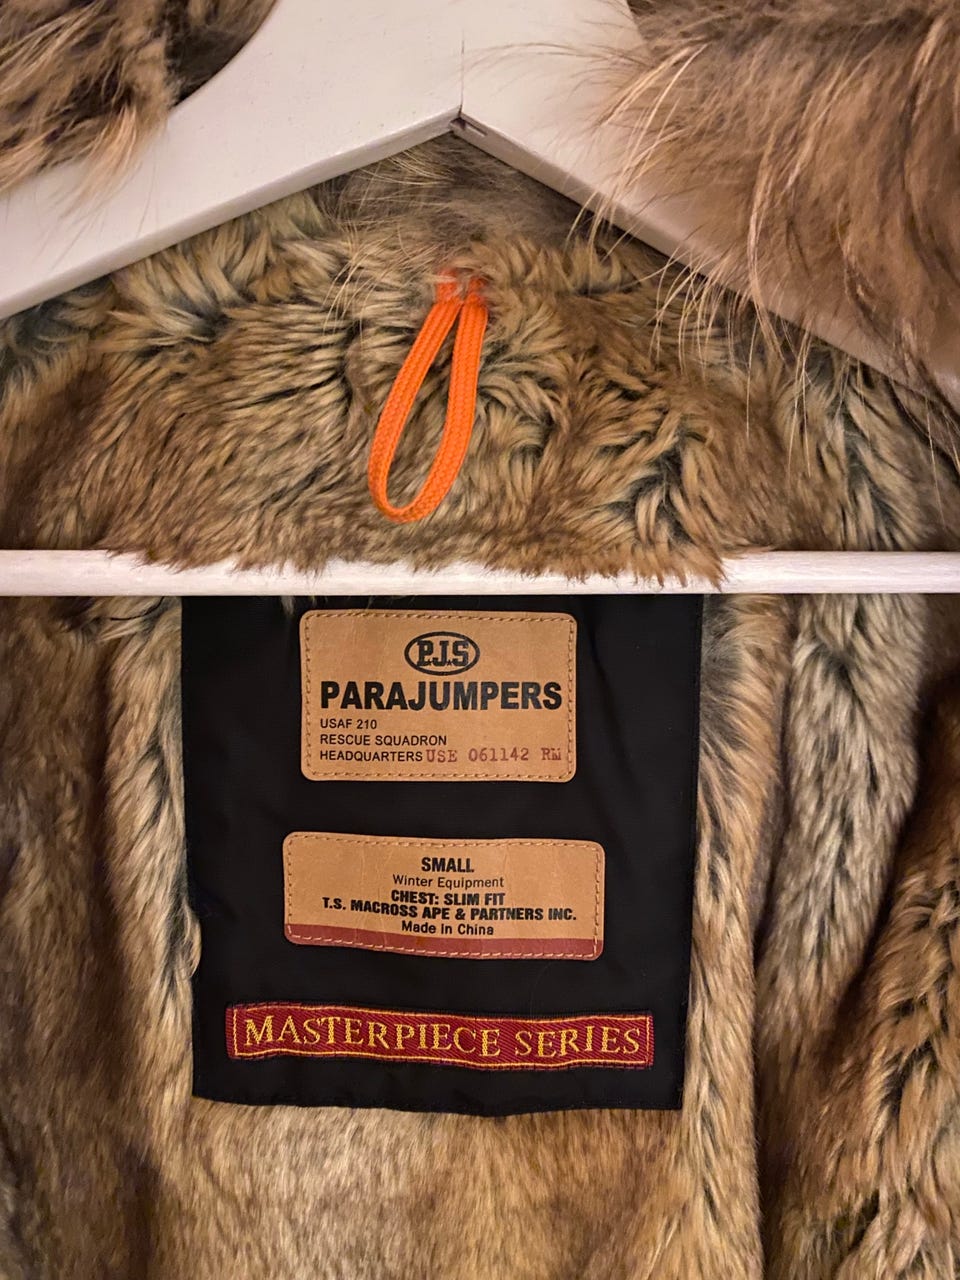 P.J.S
PARAJUMPERS
USAF 210
RESCUE SQUADRON
HEADQUARTERS USE 061142 RM
SMALL
Winter Equipment
CHEST: SLIM FIT
T.S. MACROSS APE & PARTNERS INC.
Made in China
MASTERPIECE SERIES